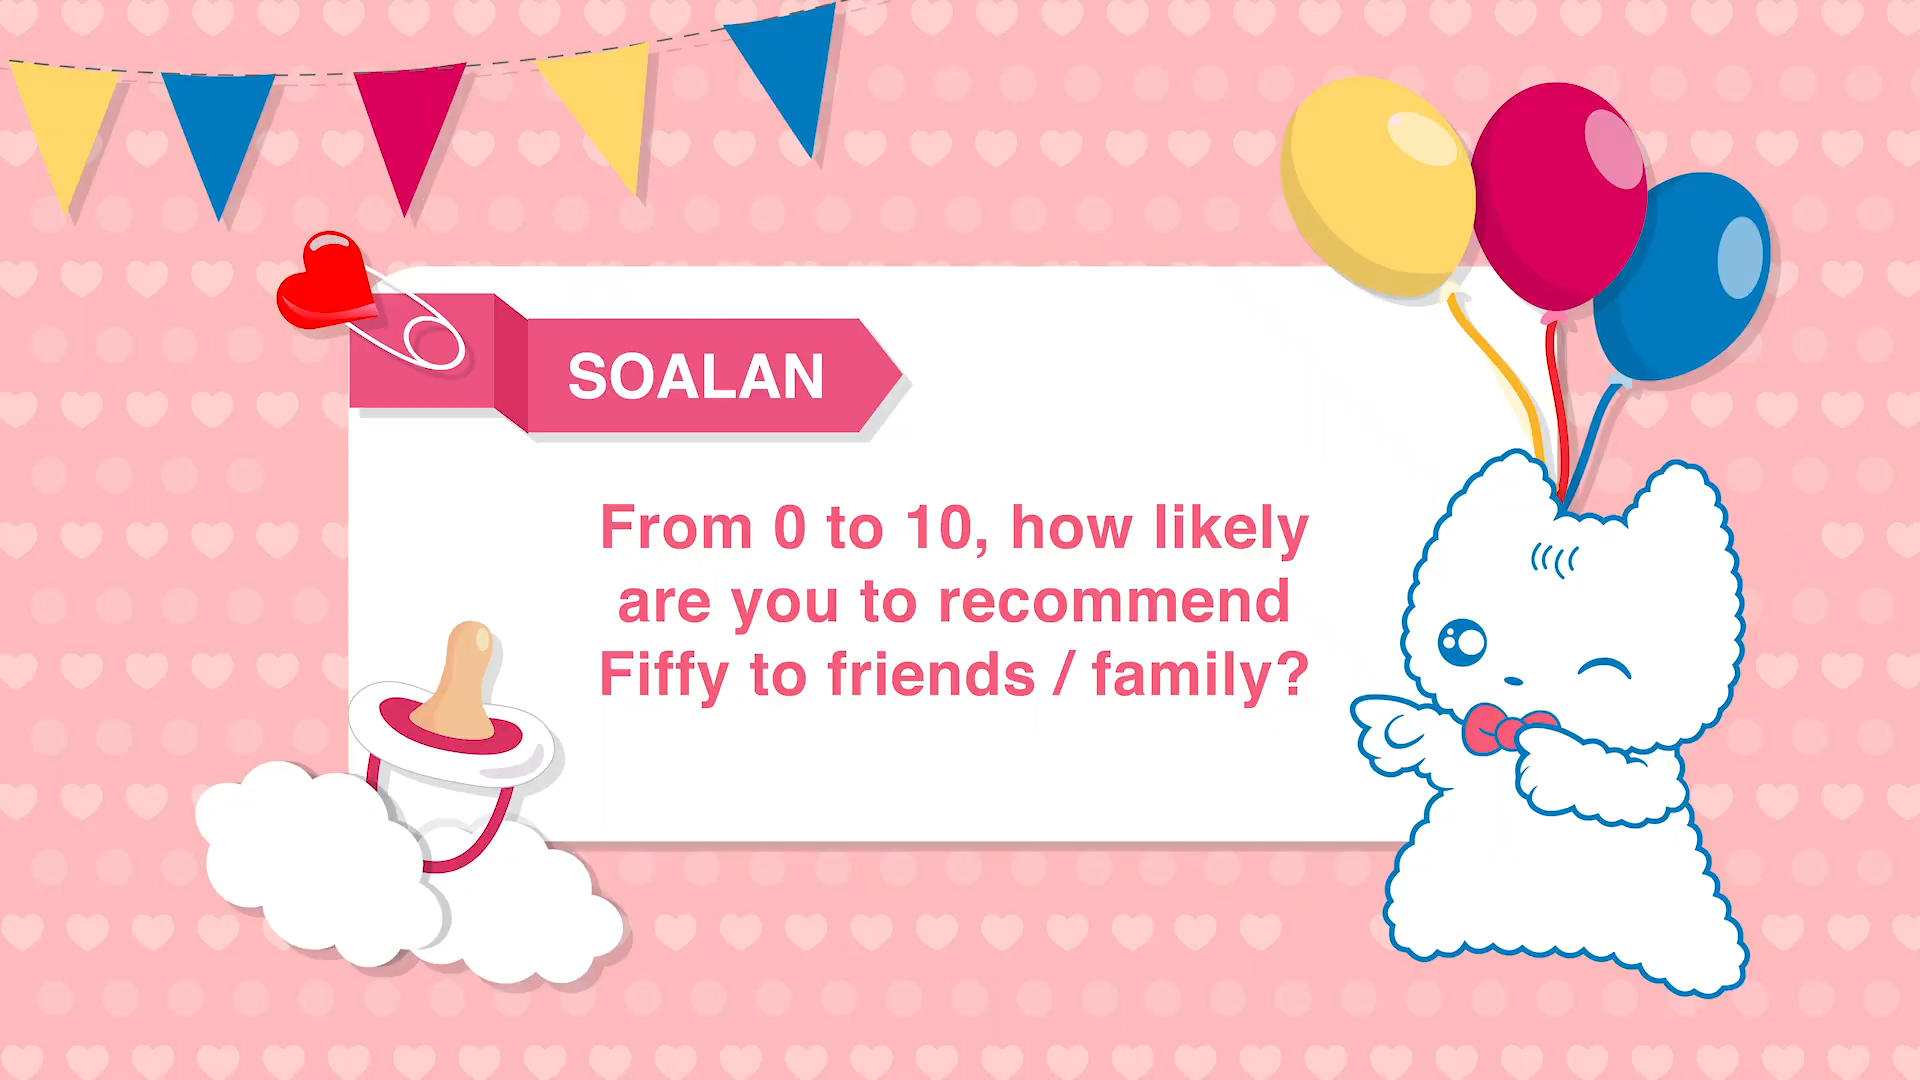 SOALAN
From 0 to 10, how likely
are you to recommend
Fiffy to friends / family?